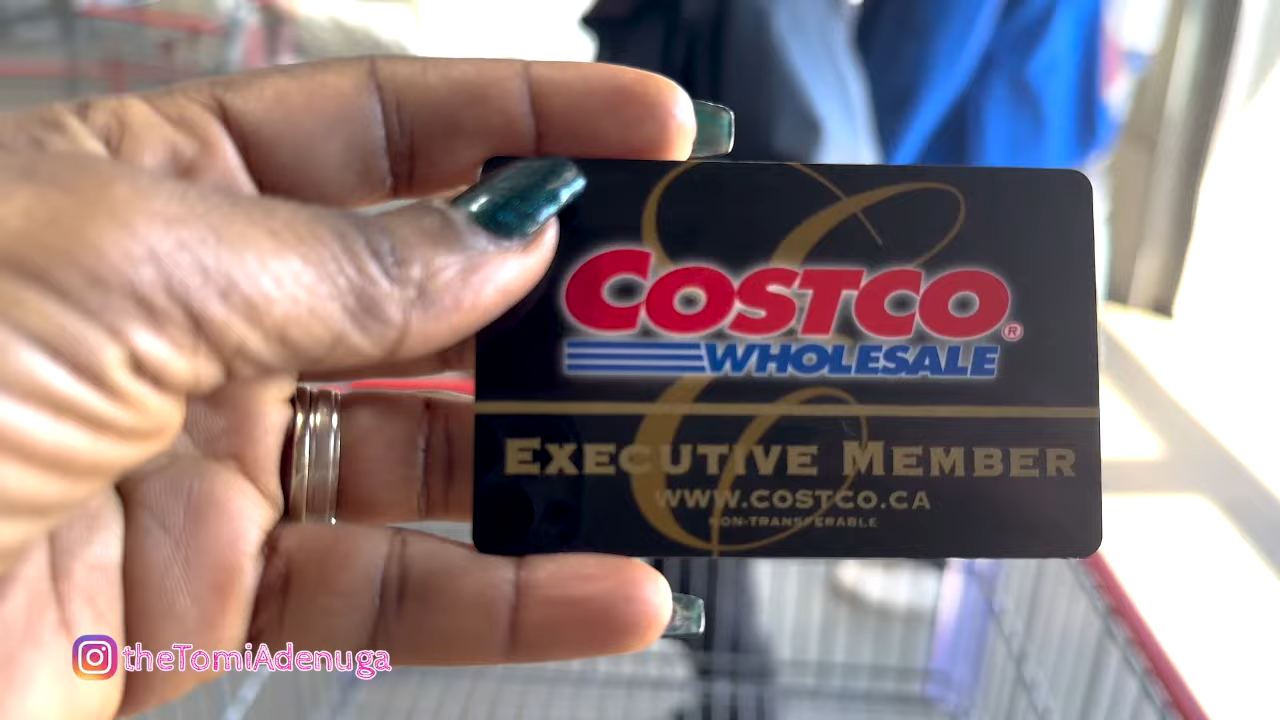 COSTCO®
WHOLESALE
EXECUTIVE MEMBER
WWW.COSTCO.CA
NON-TRANSFERABLE
theTomiAdenuga